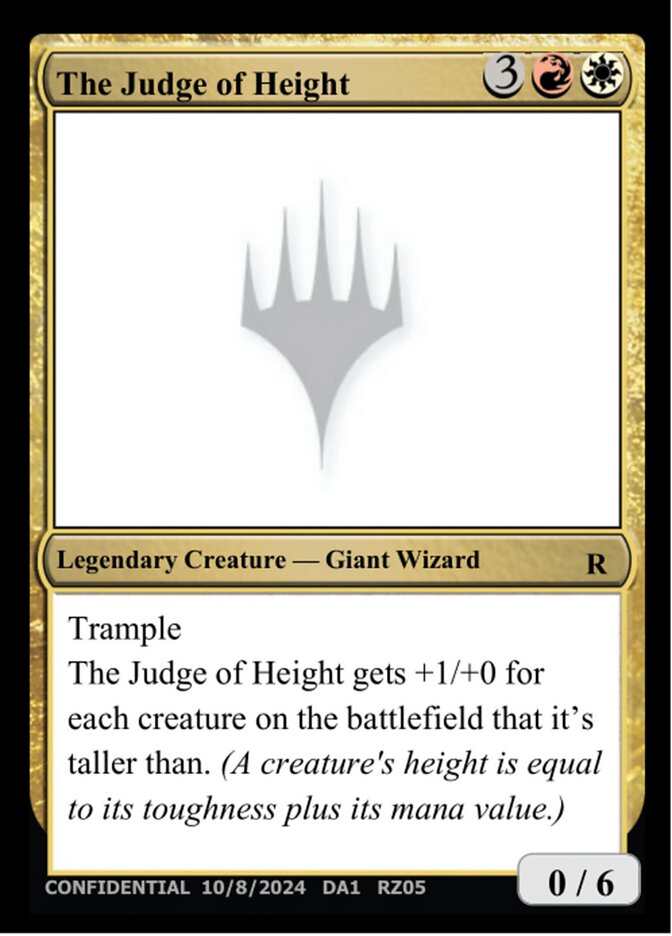 The Judge of Height 3
Legendary Creature — Giant Wizard R
Trample
The Judge of Height gets +1/+0 for
each creature on the battlefield that it’s
taller than. (A creature's height is equal
to its toughness plus its mana value.)
CONFIDENTIAL 10/8/2024 DA1 RZ05
0 / 6